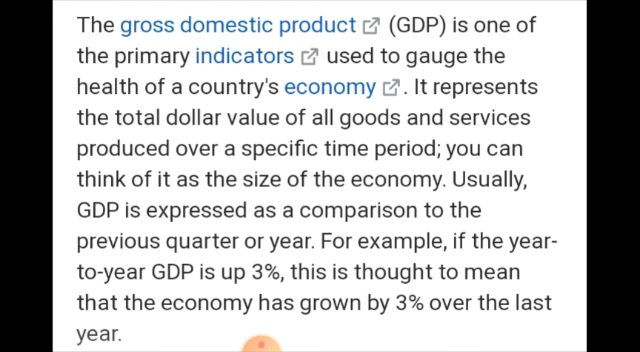 The gross domestic product (GDP) is one of
the primary indicators used to gauge the
health of a country's economy. It represents
the total dollar value of all goods and services
produced over a specific time period; you can
think of it as the size of the economy. Usually,
GDP is expressed as a comparison to the
previous quarter or year. For example, if the year-
to-year GDP is up 3%, this is thought to mean
that the economy has grown by 3% over the last
year.